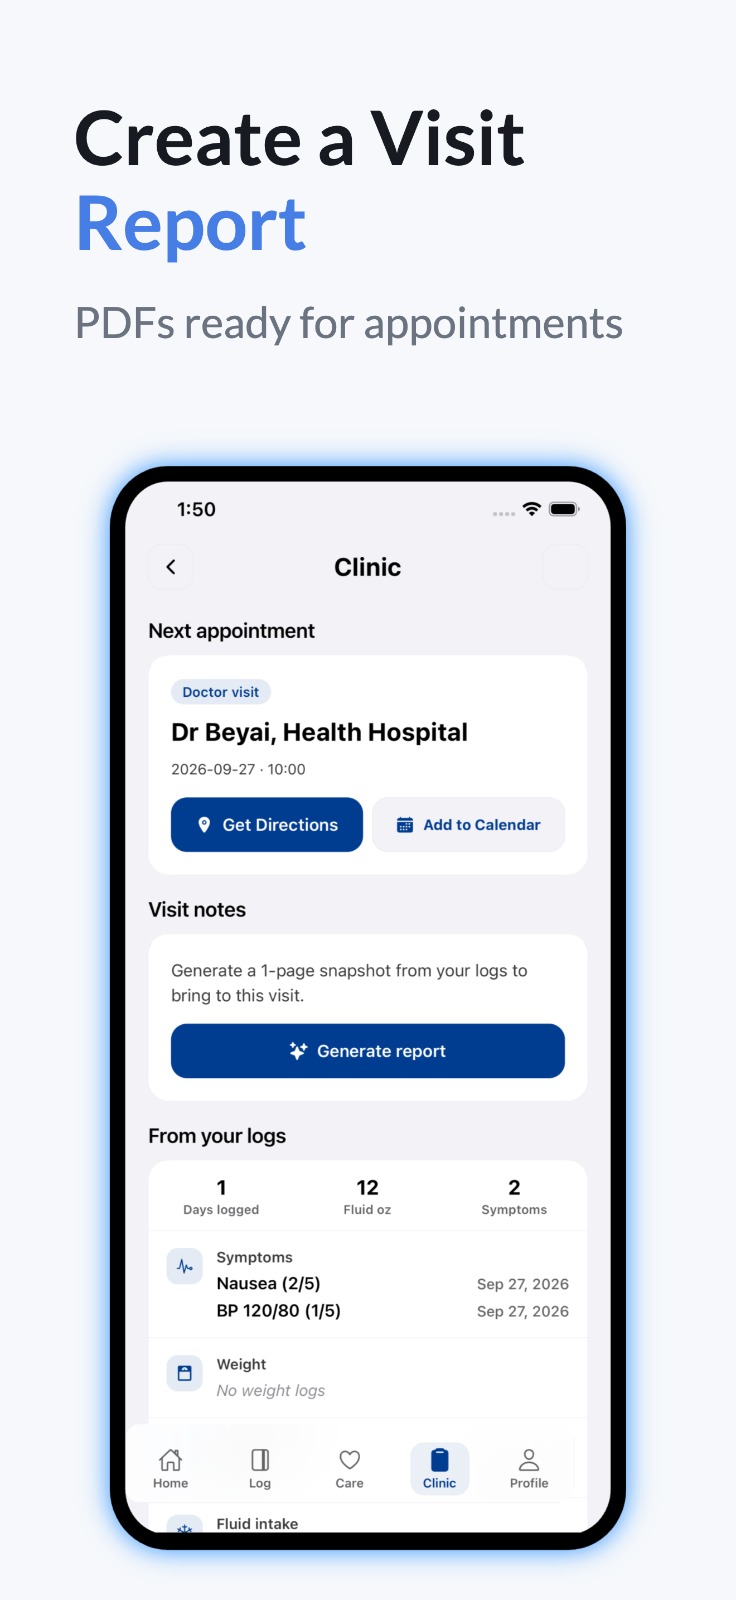 Create a Visit
Report
PDFs ready for appointments
1:50
Clinic
Next appointment
Doctor visit
Dr Beyai, Health Hospital
2026-09-27 · 10:00
Get Directions
Add to Calendar
Visit notes
Generate a 1-page snapshot from your logs to
bring to this visit.
Generate report
From your logs
1 12 2
Days logged Fluid oz Symptoms
Symptoms
Nausea (2/5) Sep 27, 2026
BP 120/80 (1/5) Sep 27, 2026
Weight
No weight logs
Home Log Care Clinic Profile
Fluid intake